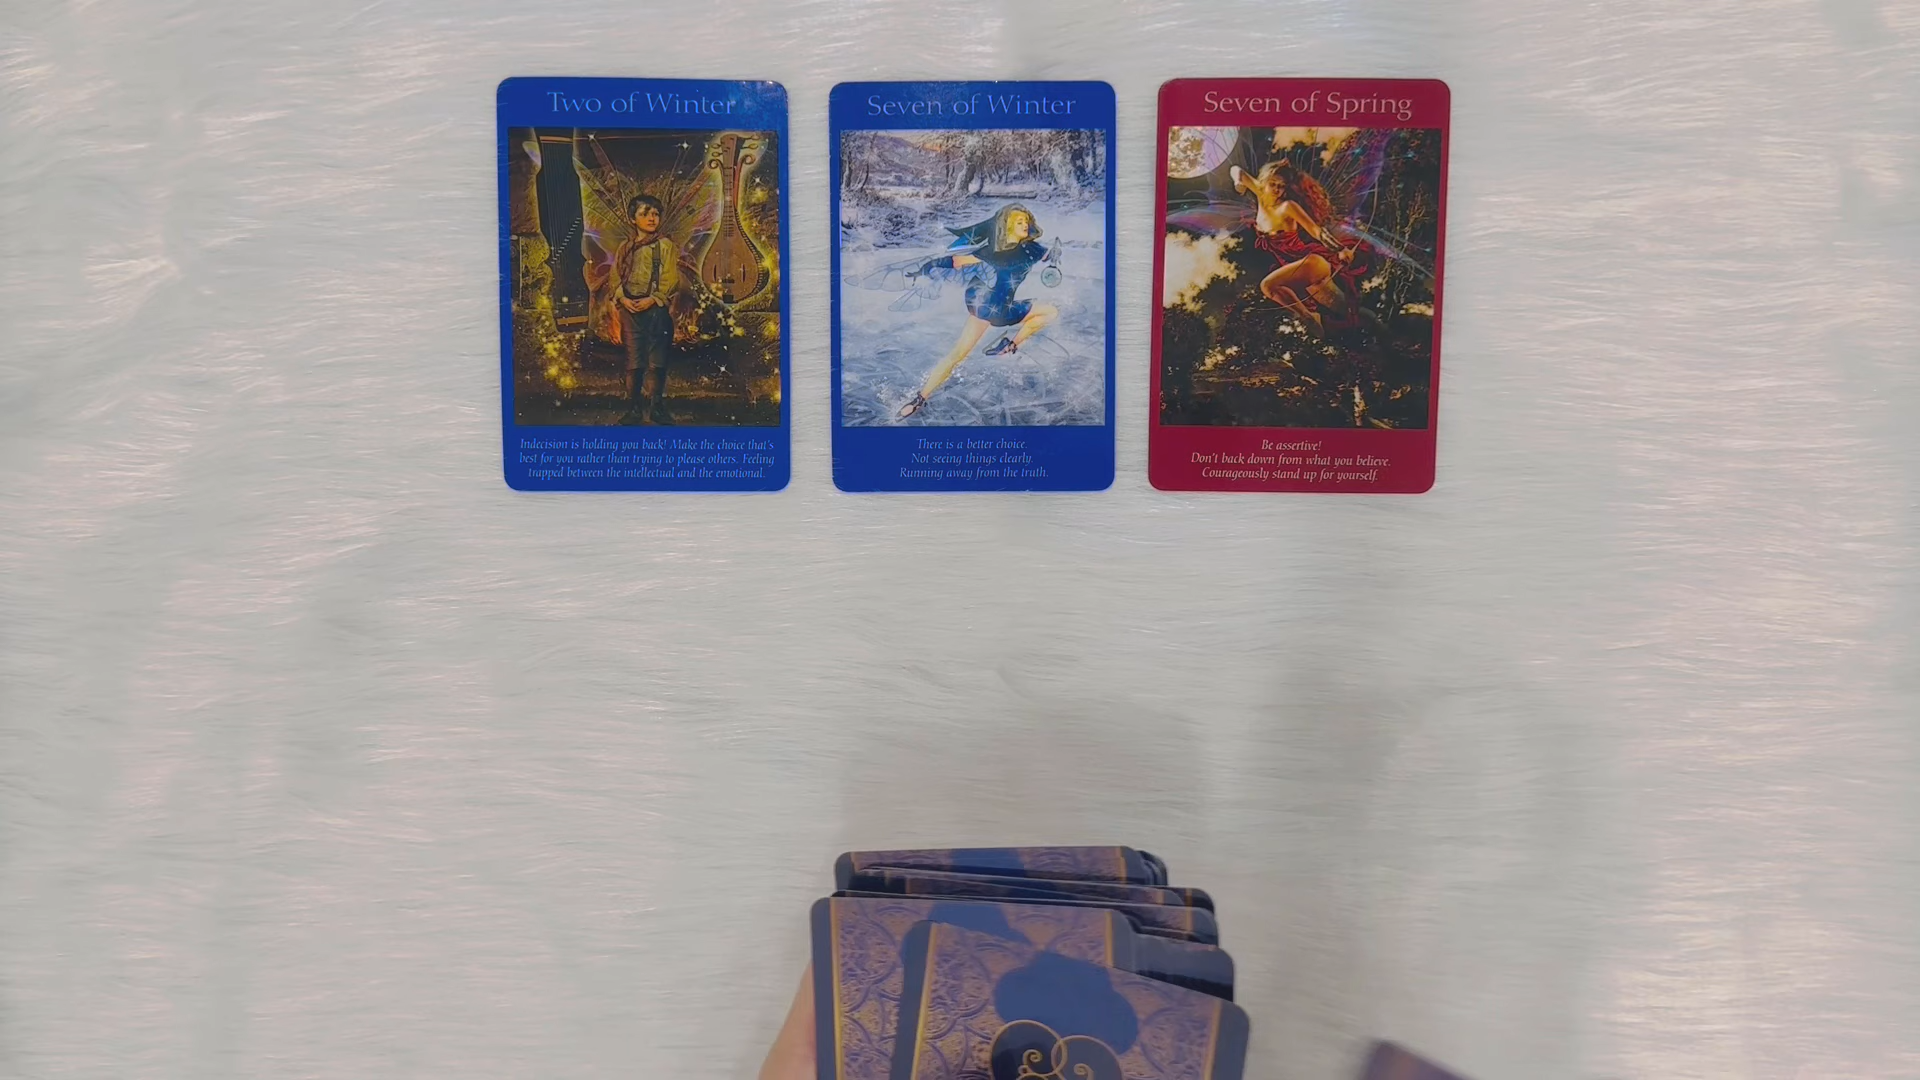 Two of Winter
Indecision is holding you back! Make the choice that's
best for you rather than trying to please others. Feeling
trapped between the intellectual and the emotional.
Seven of Winter
There is a better choice.
Not seeing things clearly.
Running away from the truth.
Seven of Spring
Be assertive!
Don't back down from what you believe.
Courageously stand up for yourself.